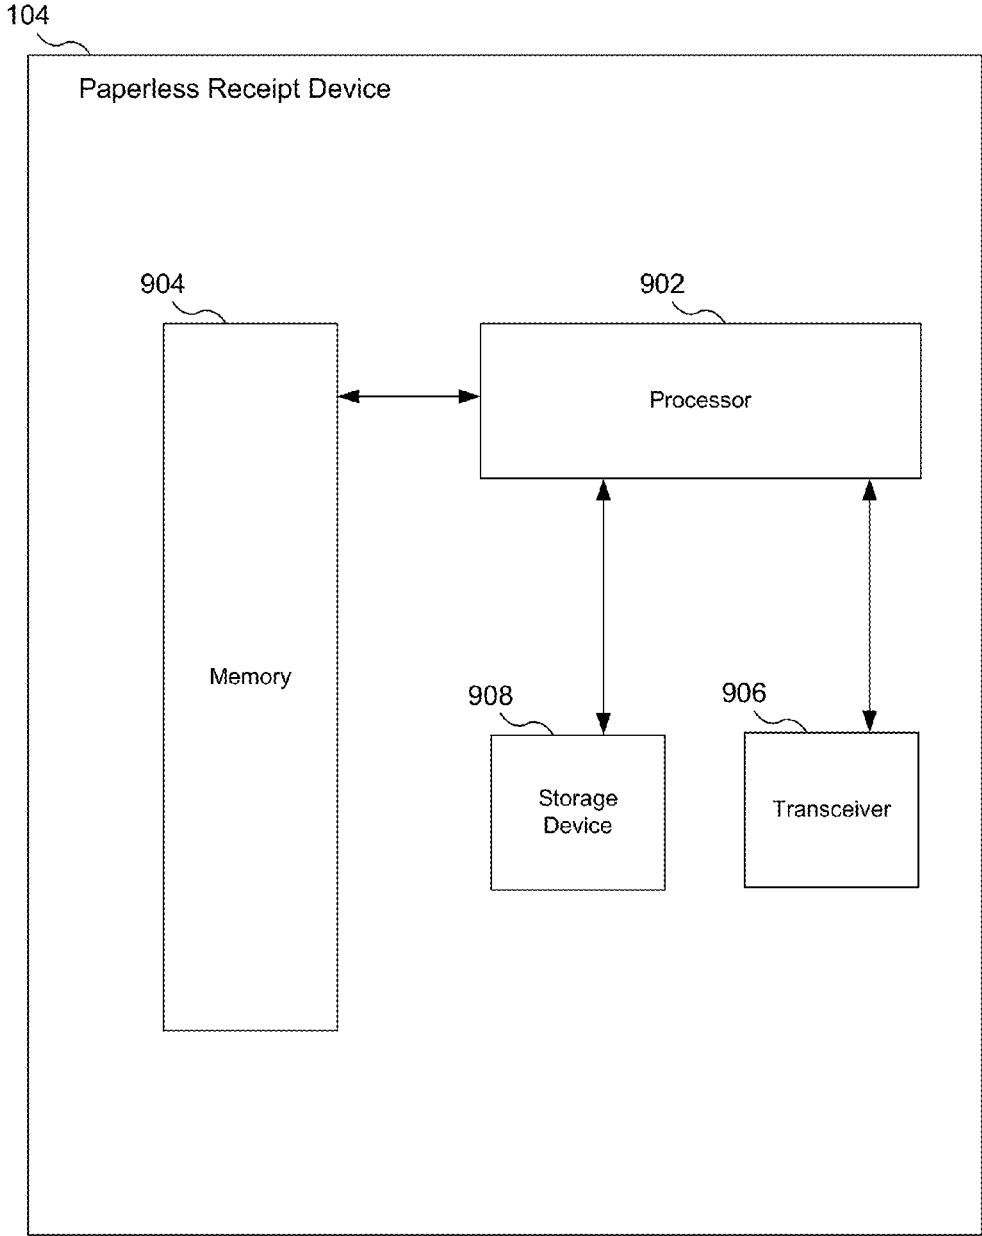 104
Paperless Receipt Device
904
902
Processor
Memory
908
906
Storage
Device
Transceiver